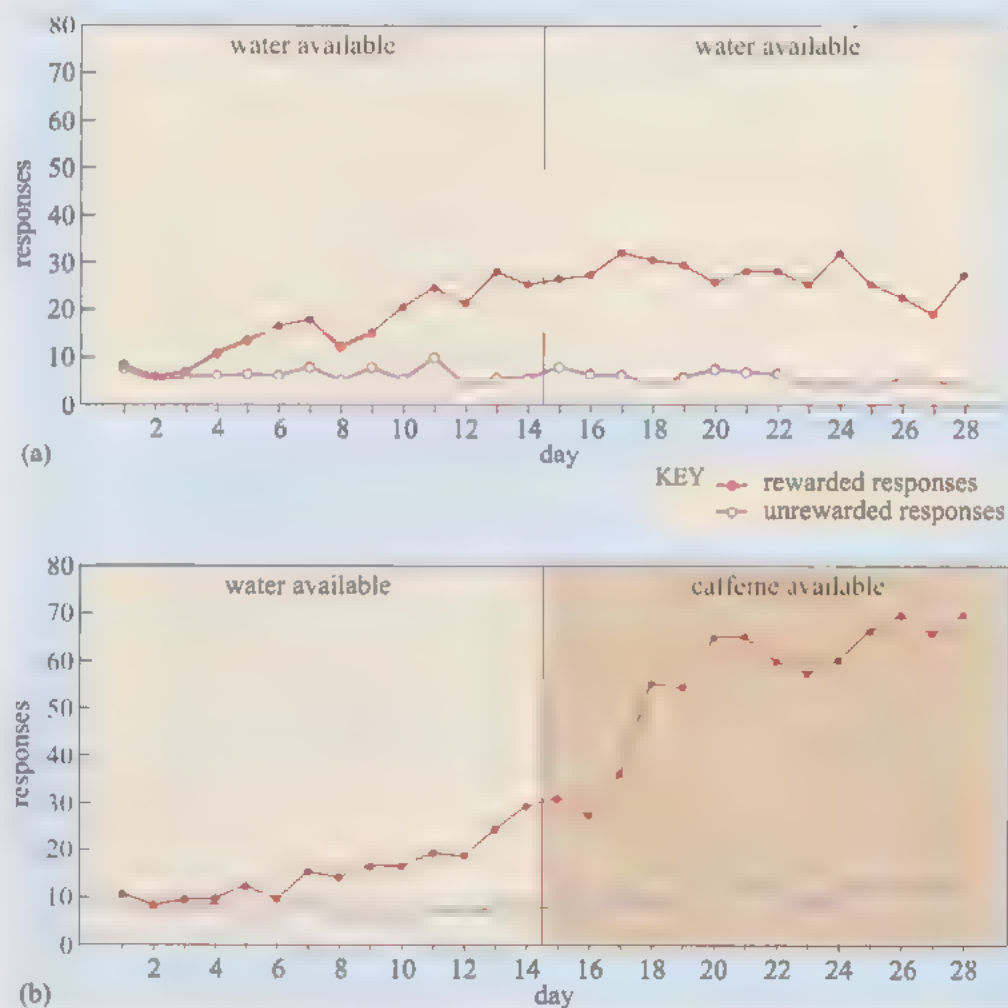 80
water available
water available
70
60
50
40
30
20
10
0
responses
2 4 6 8 10 12 14 16 18 20 22 24 26 28
(a)
day
KEY
rewarded responses
unrewarded responses
80
water available
caffeme available
70
60
50
40
30
20
10
0
responses
2 4 6 8 10 12 14 16 18 20 22 24 26 28
(b)
day